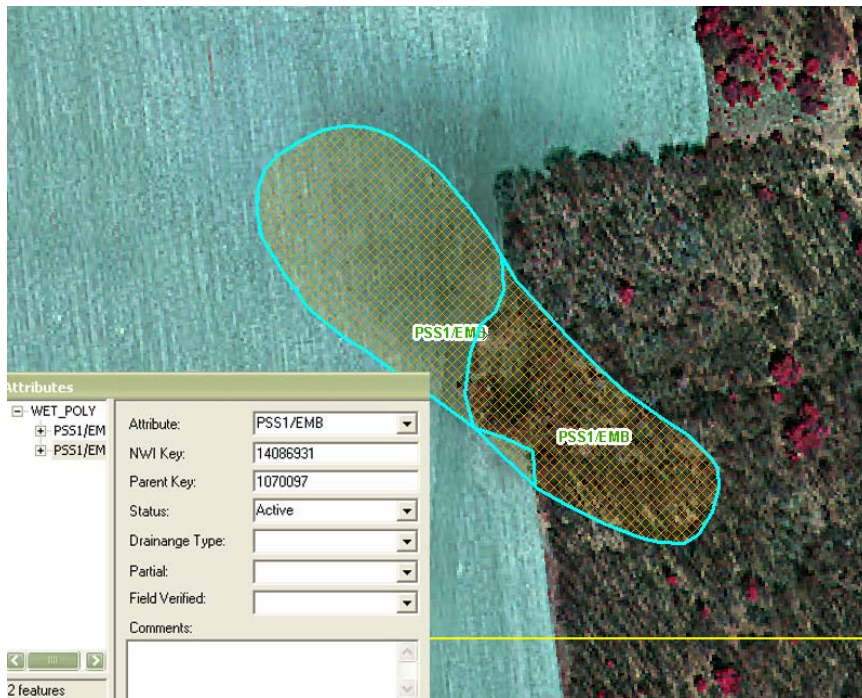 PSS1/EMB
PSS1/EMB
Attributes
WET_POLY
PSS1/EM
PSS1/EM
Attribute: PSS1/EMB
NWI Key: 14086931
Parent Key: 1070097
Status: Active
Drainange Type:
Partial:
Field Verified:
Comments:
2 features